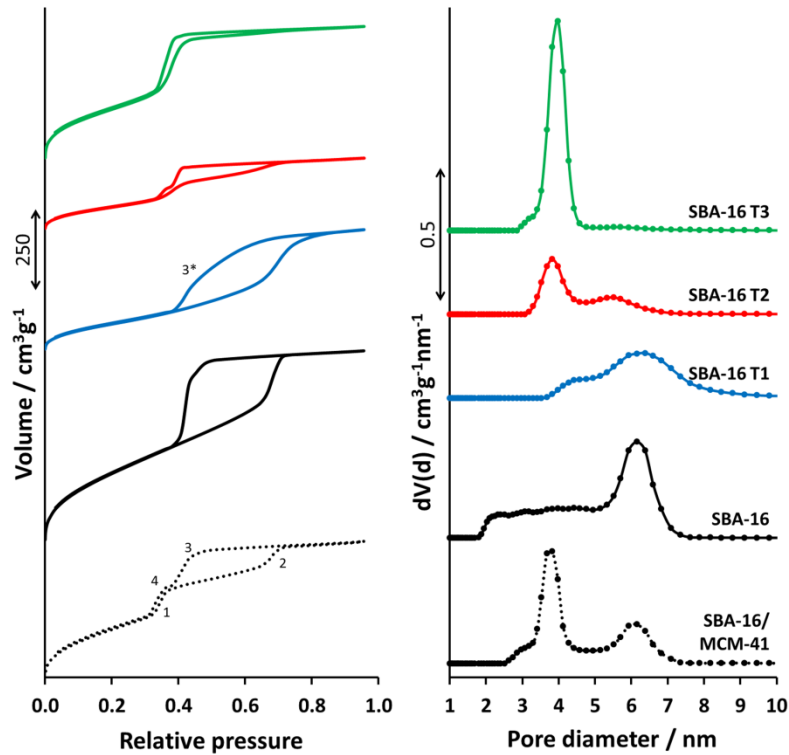 Volume / cm³g⁻¹
250
3*
3
2
4
1
0.0 0.2 0.4 0.6 0.8 1.0
Relative pressure
dV(d) / cm³g⁻¹nm⁻¹
0.5
SBA-16 T3
SBA-16 T2
SBA-16 T1
SBA-16
SBA-16/
MCM-41
1 2 3 4 5 6 7 8 9 10
Pore diameter / nm